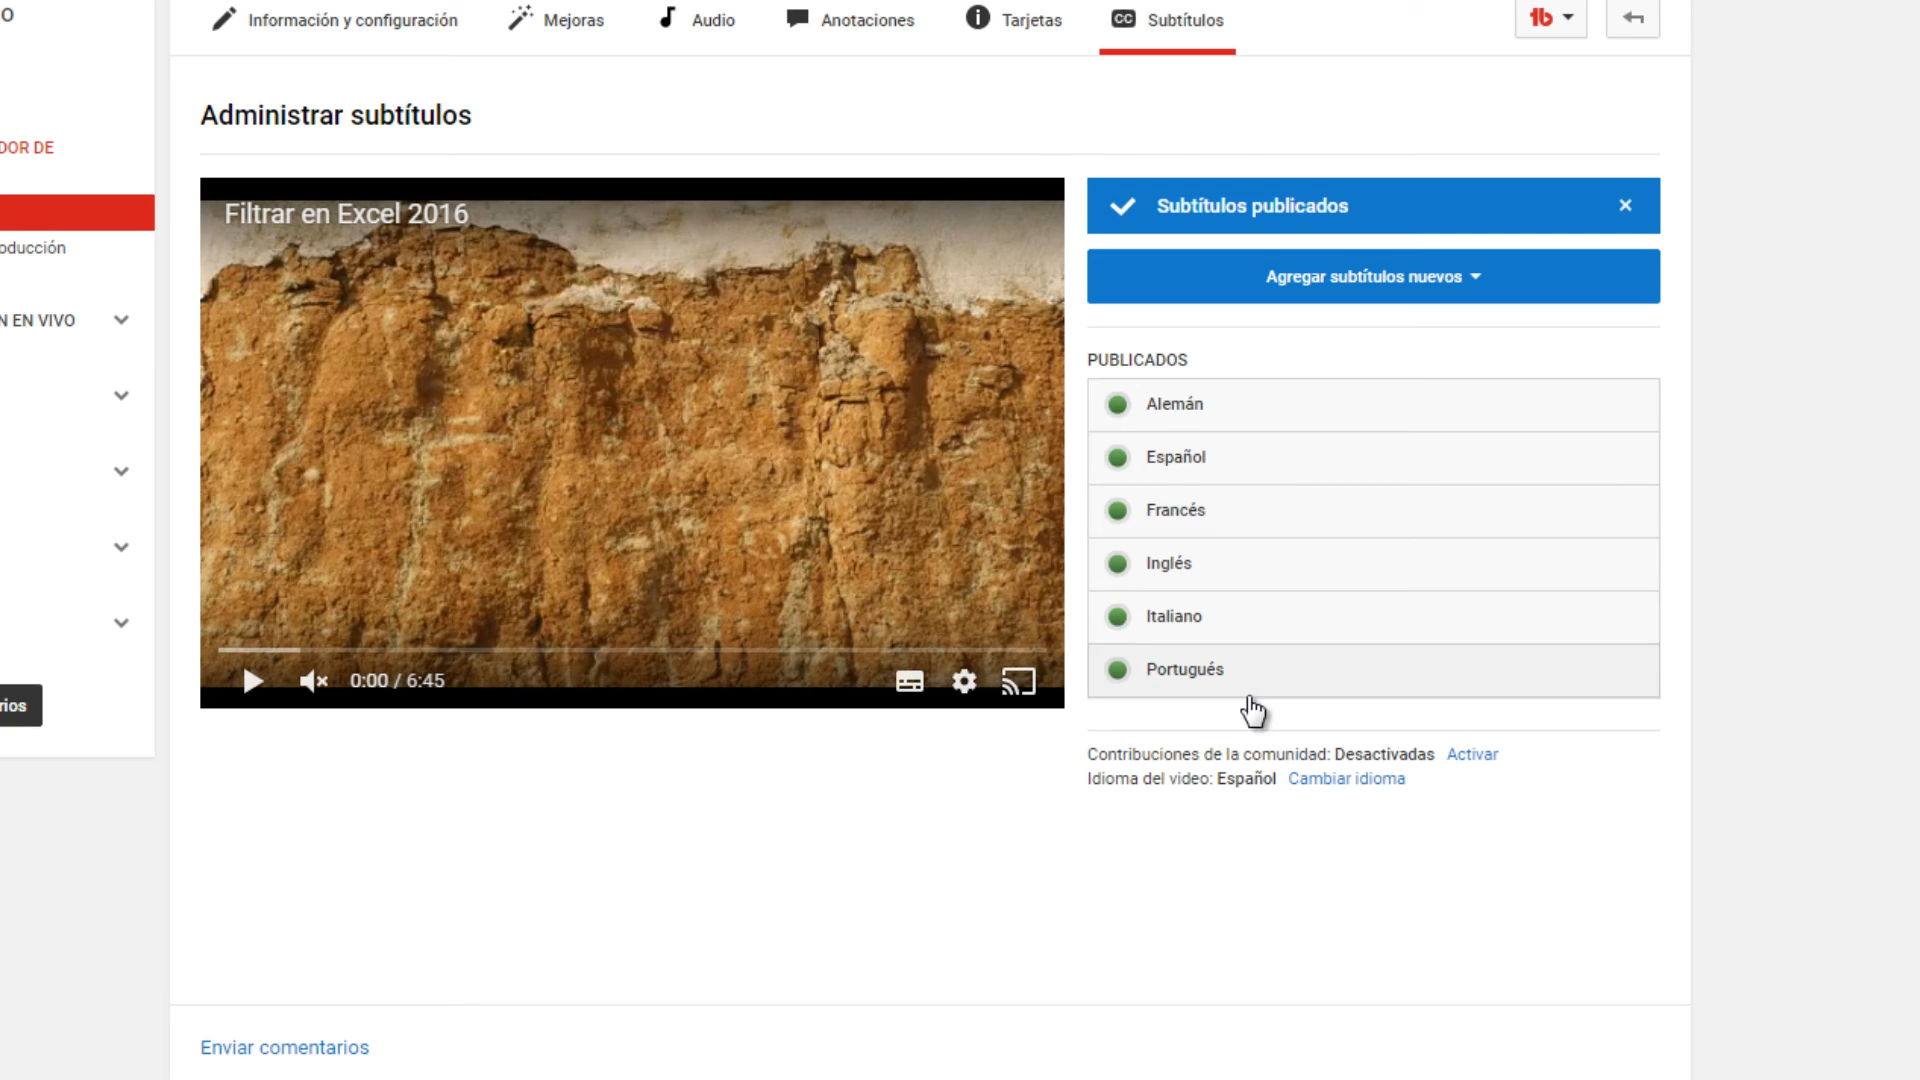 O
Información y configuración
Mejoras
Audio
Anotaciones
Tarjetas
CC Subtítulos
Administrar subtítulos
DOR DE
oducción
N EN VIVO
rios
Filtrar en Excel 2016
0:00 / 6:45
Subtítulos publicados
Agregar subtítulos nuevos
PUBLICADOS
Alemán
Español
Francés
Inglés
Italiano
Portugués
Contribuciones de la comunidad: Desactivadas Activar
Idioma del video: Español Cambiar idioma
Enviar comentarios